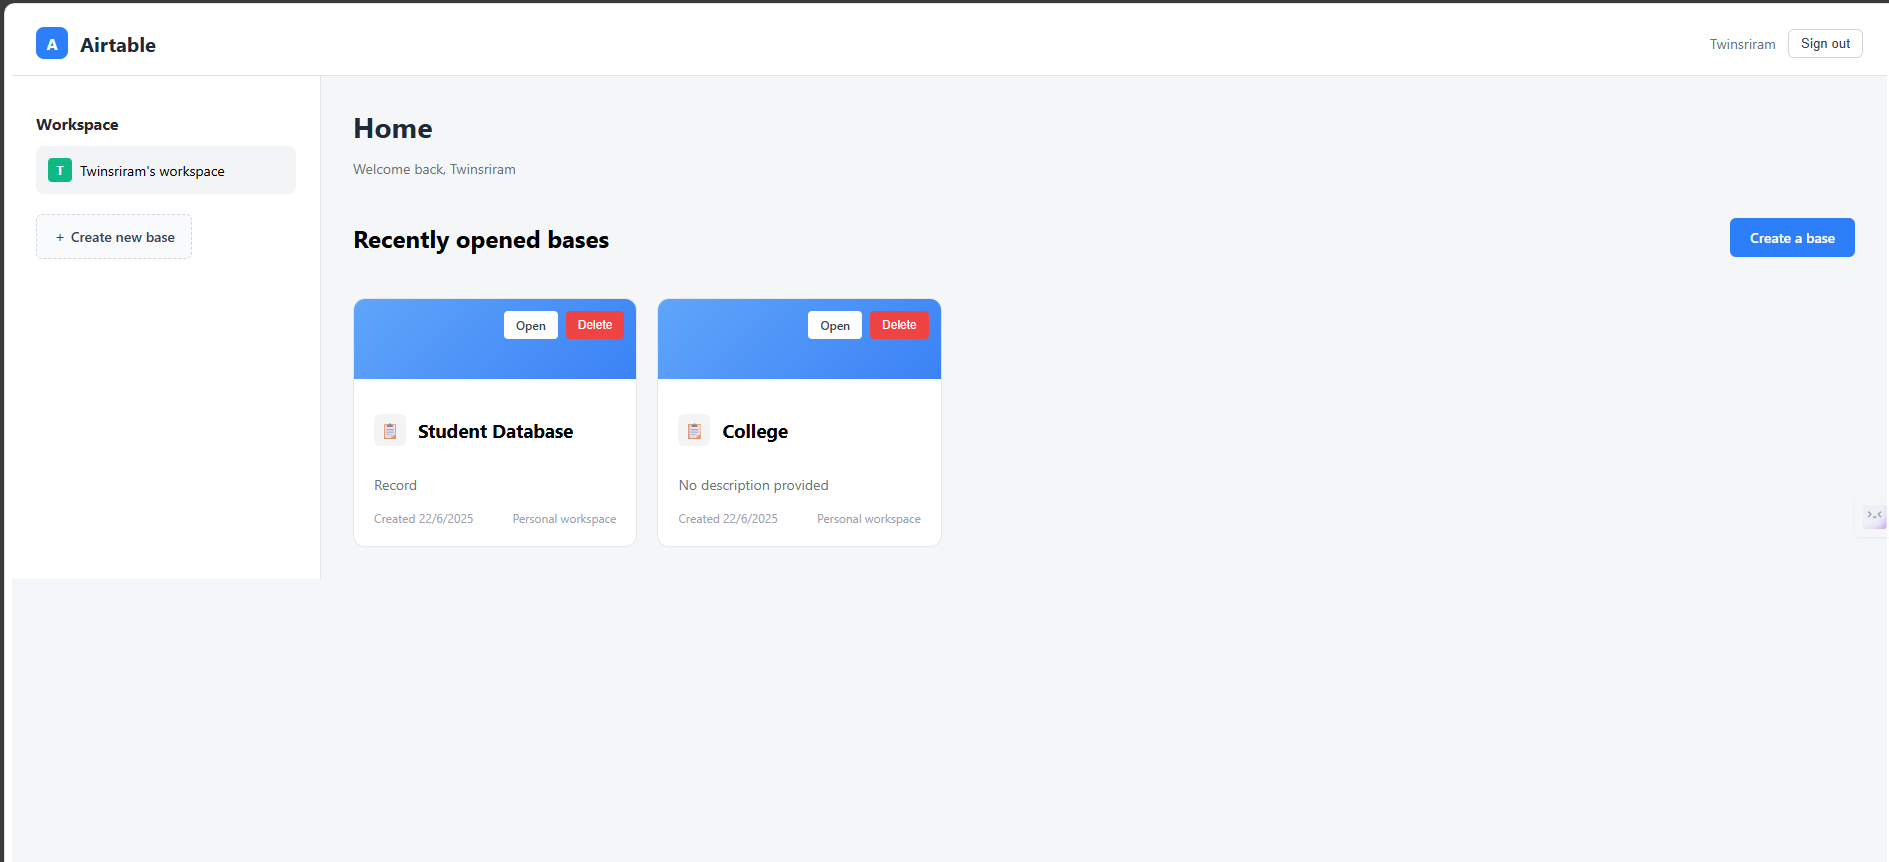 A Airtable
Twinsriram Sign out
Workspace
T Twinsriram's workspace
+ Create new base
Home
Welcome back, Twinsriram
Recently opened bases
Create a base
Open Delete
Student Database
Record
Created 22/6/2025 Personal workspace
Open Delete
College
No description provided
Created 22/6/2025 Personal workspace